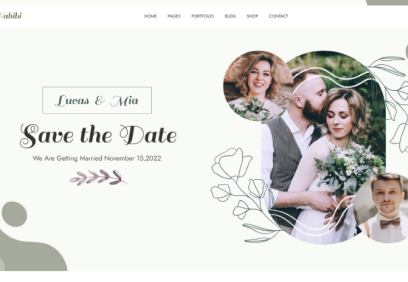 Habibi
HOME PAGES PORTFOLIO BLOG SHOP CONTACT
Lucas & Mia
Save the Date
We Are Getting Married November 15,2022